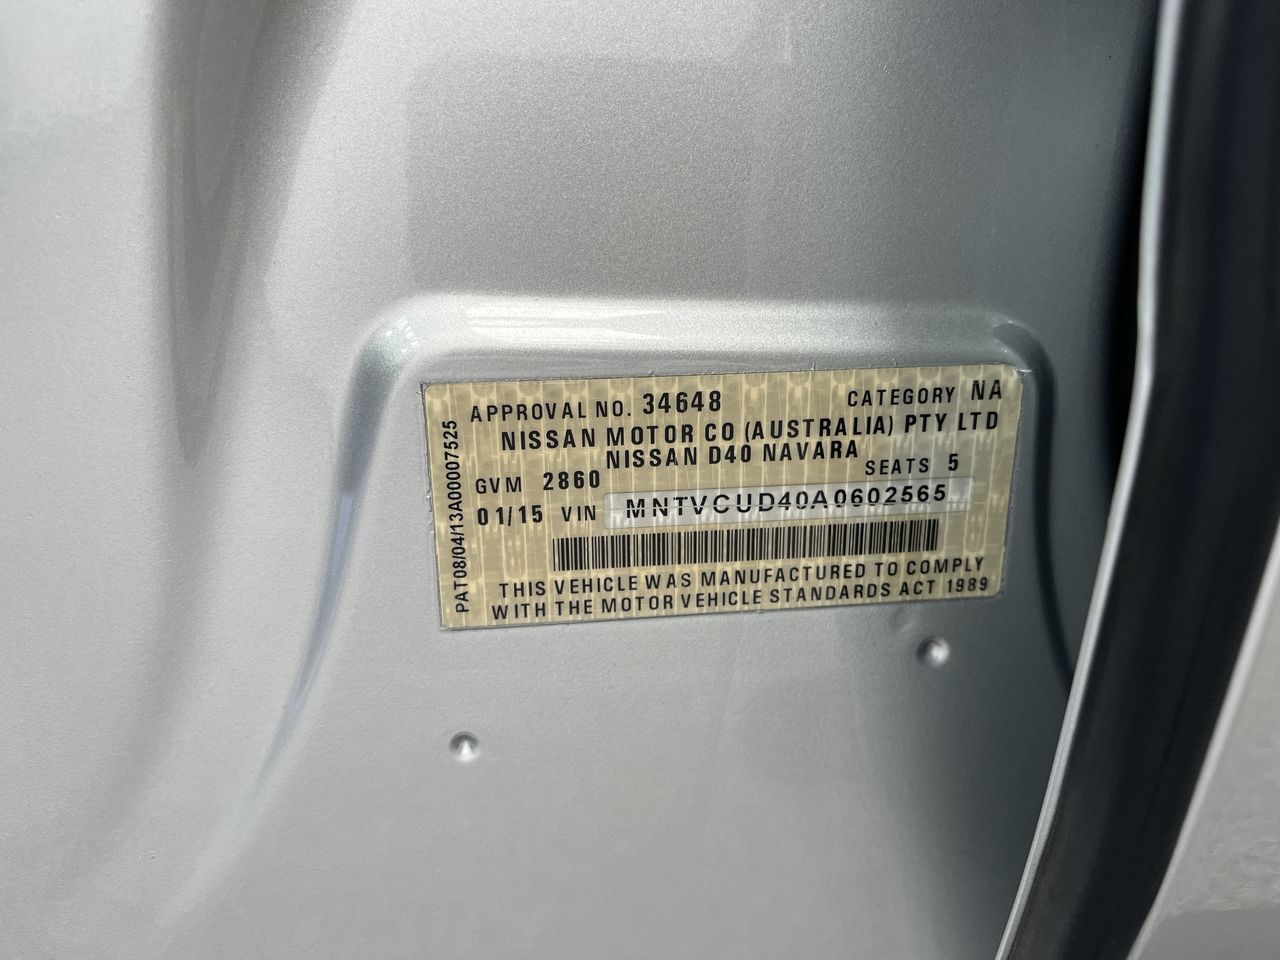 APPROVAL NO. 34648 CATEGORY NA
NISSAN MOTOR CO (AUSTRALIA) PTY LTD
NISSAN D40 NAVARA
GVM 2860 SEATS 5
01/15 VIN MNTVCUD40A0602565
THIS VEHICLE WAS MANUFACTURED TO COMPLY
WITH THE MOTOR VEHICLE STANDARDS ACT 1989
PAT08/04/13A00007525